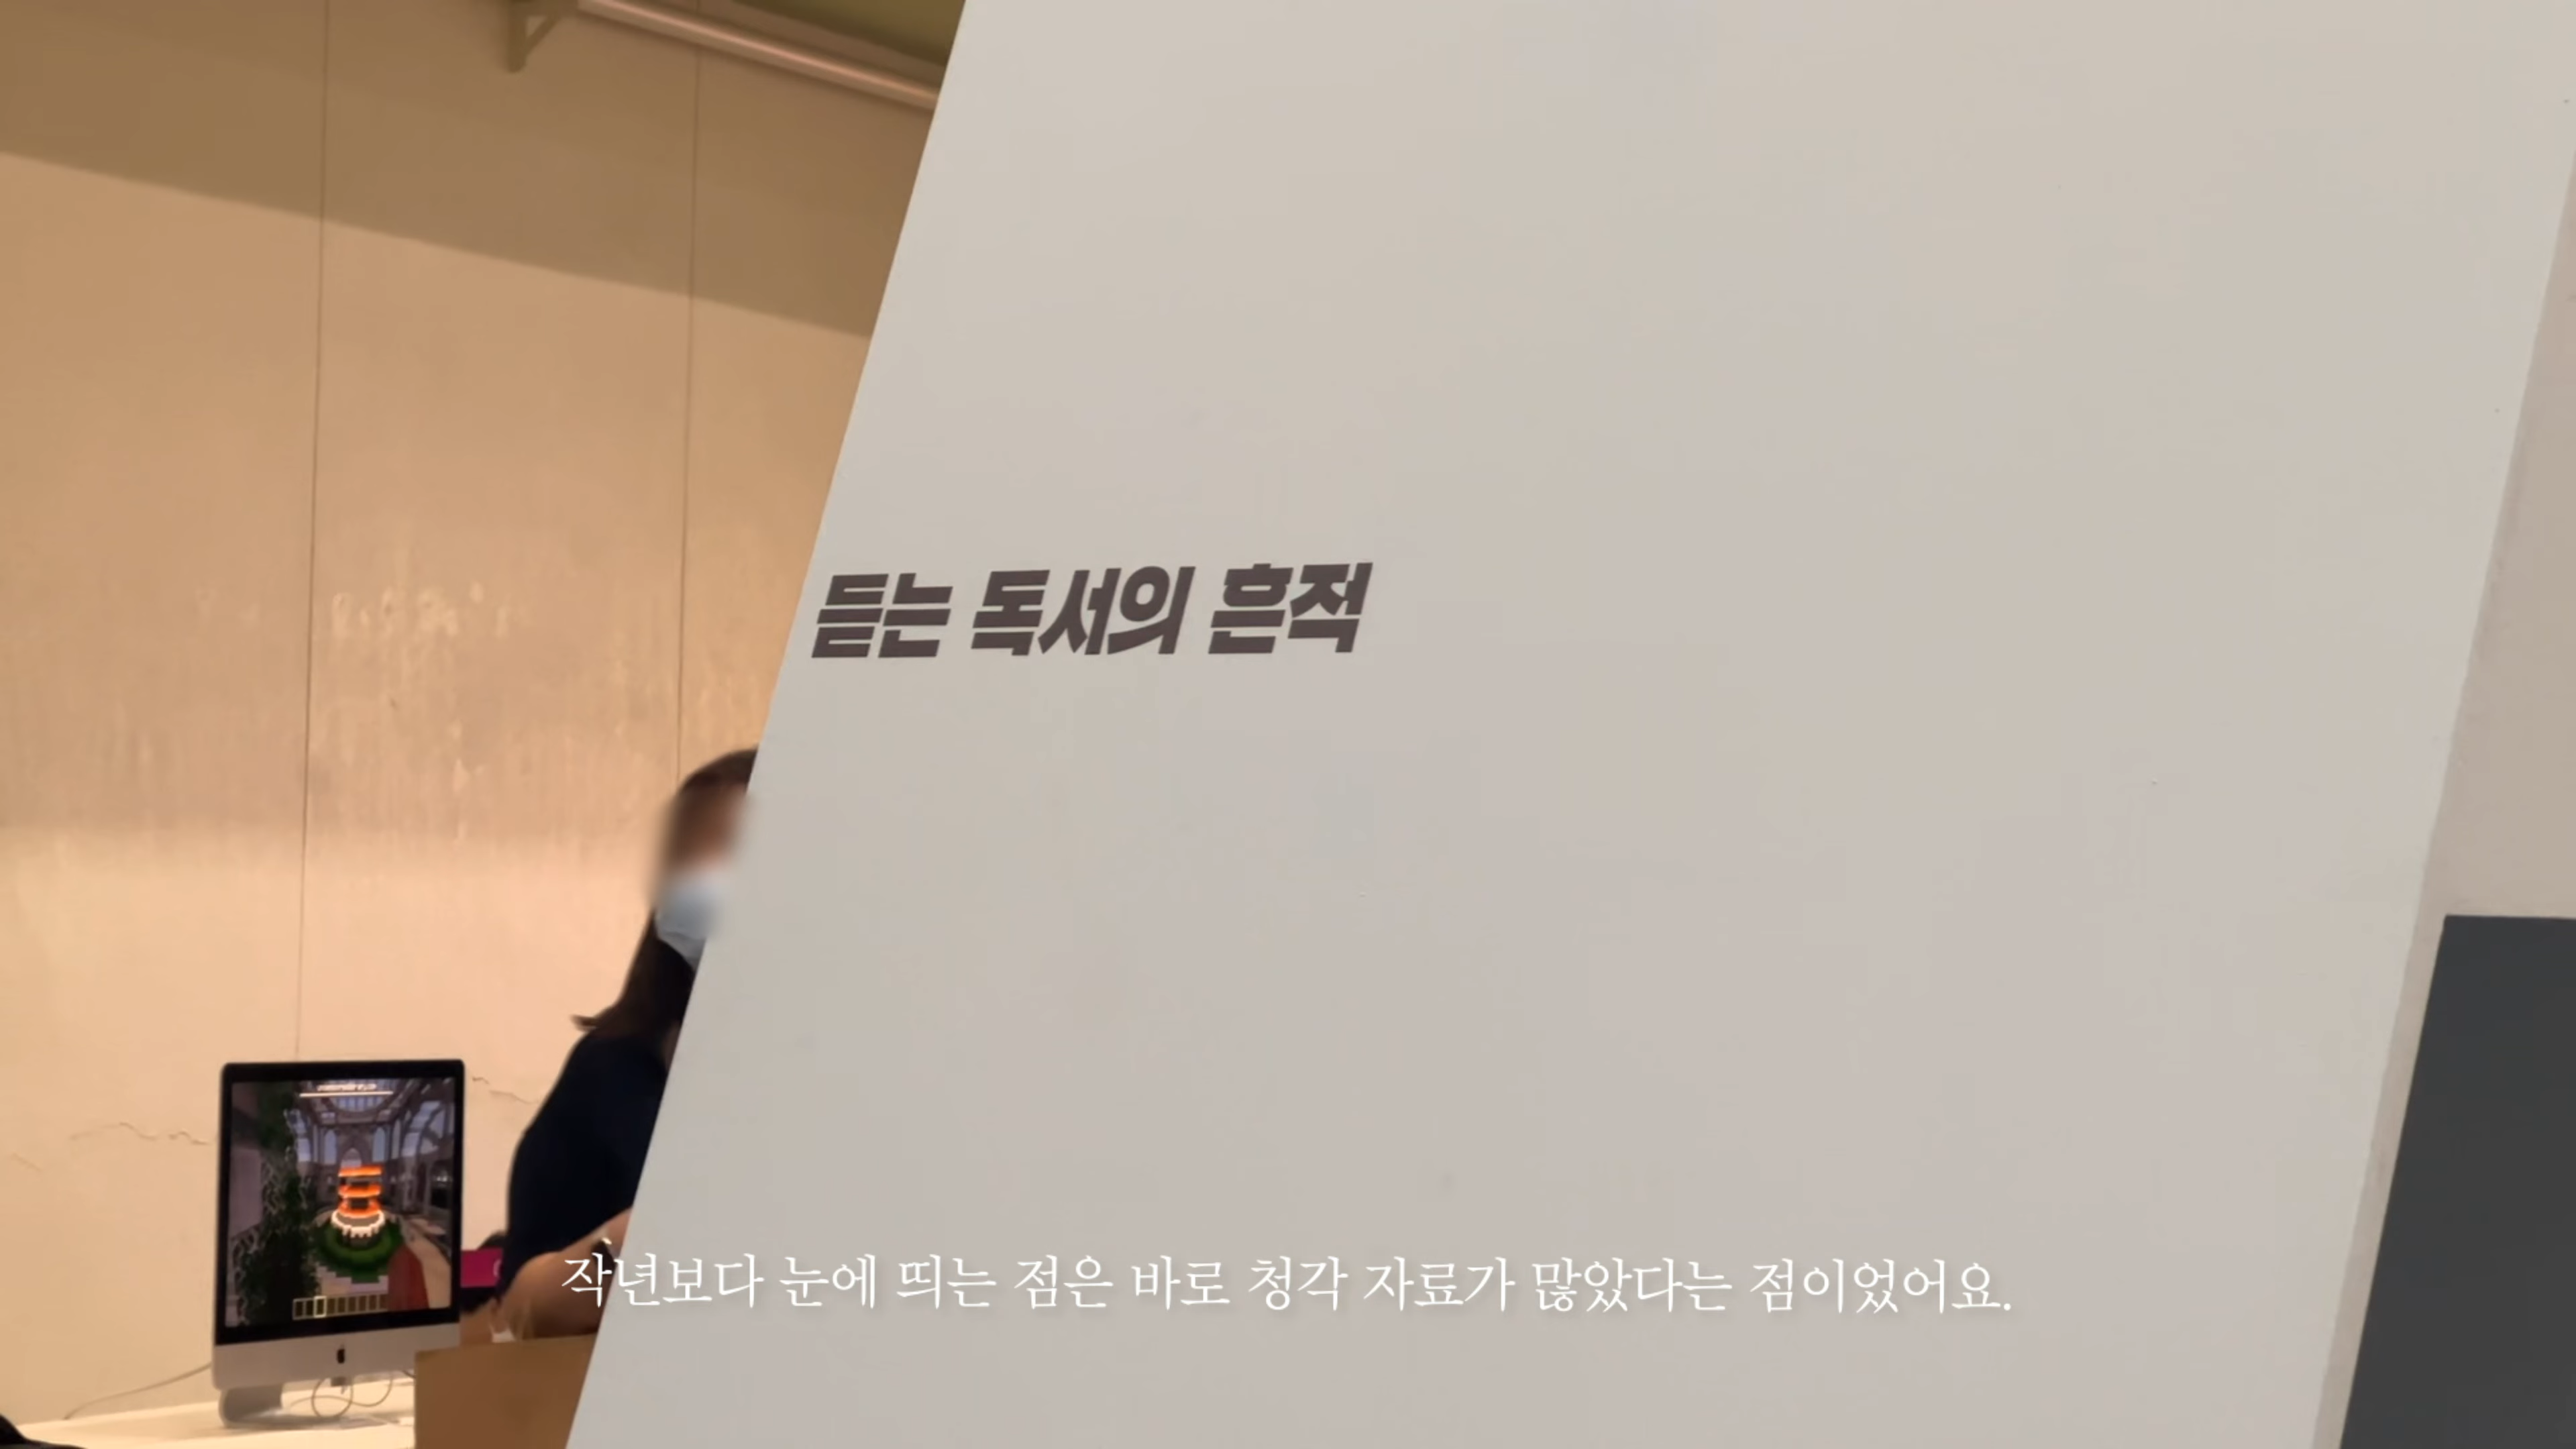 듣는 독서의 흔적
작년보다 눈에 띄는 점은 바로 청각 자료가 많았다는 점이었어요.